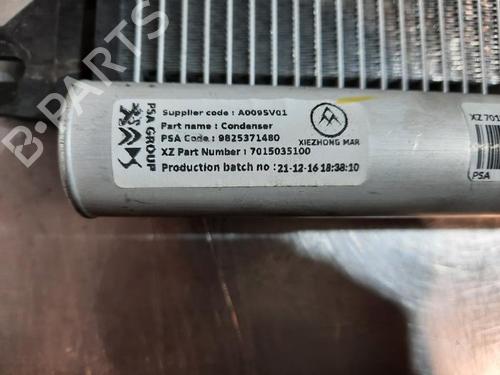 B-PARTS
PSA GROUP
Supplier code : A0095V01
Part name : Condenser
PSA Code : 9825371480
XZ Part Number : 7015035100
Production batch no : 21-12-16 18:38:10
XIEZHONG MAR
XZ 701
PSA